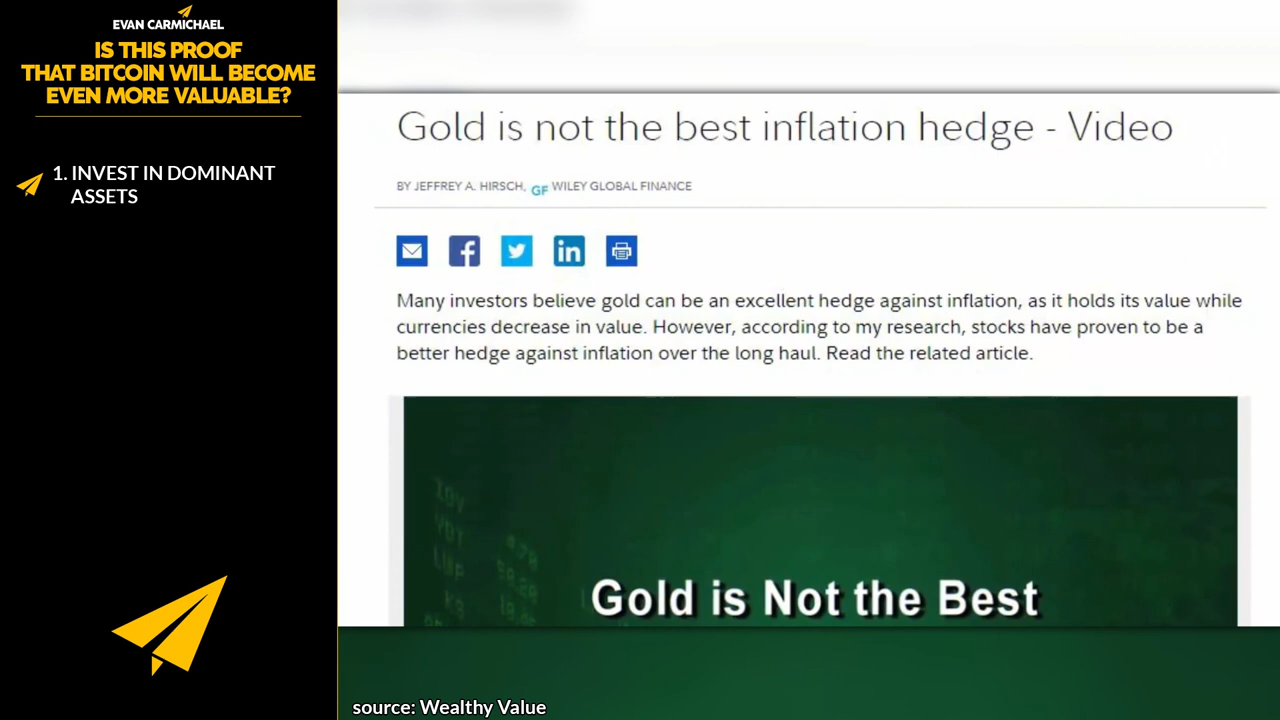 EVAN CARMICHAEL
IS THIS PROOF
THAT BITCOIN WILL BECOME
EVEN MORE VALUABLE?
1. INVEST IN DOMINANT
ASSETS
Gold is not the best inflation hedge - Video
BY JEFFREY A. HIRSCH, GF WILEY GLOBAL FINANCE
Many investors believe gold can be an excellent hedge against inflation, as it holds its value while
currencies decrease in value. However, according to my research, stocks have proven to be a
better hedge against inflation over the long haul. Read the related article.
Gold is Not the Best
source: Wealthy Value